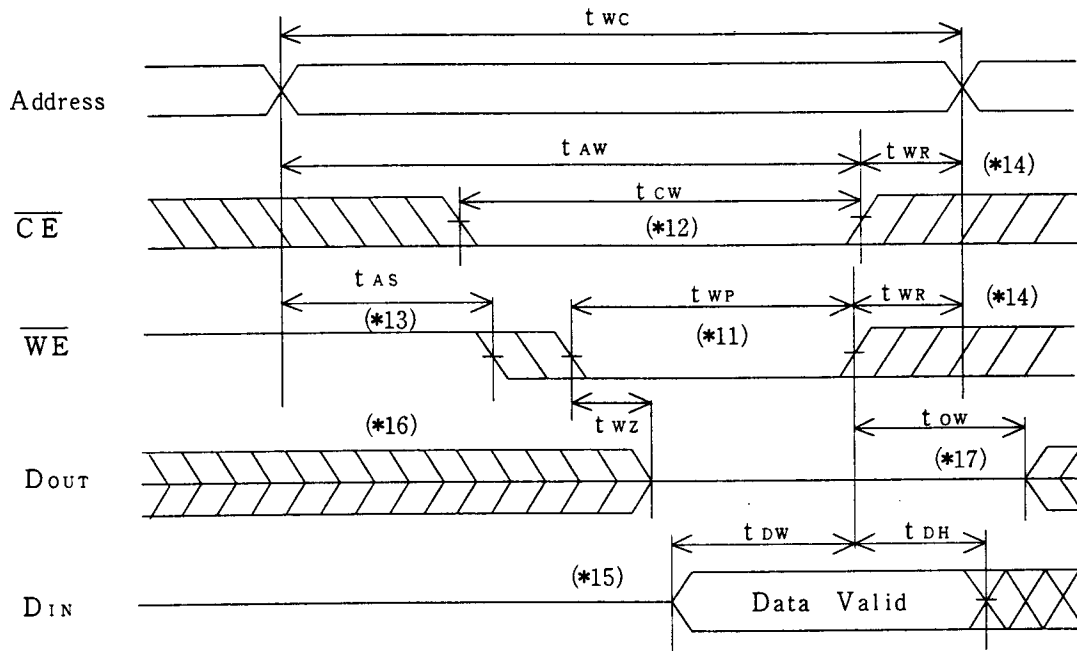 t WC
Address
t AW
t WR
(*14)
t CW
CE
(*12)
t AS
t WP
t WR
(*14)
(*13)
(*11)
WE
t WZ
t OW
(*16)
(*17)
DOUT
t DW
t DH
(*15)
DIN
Data Valid